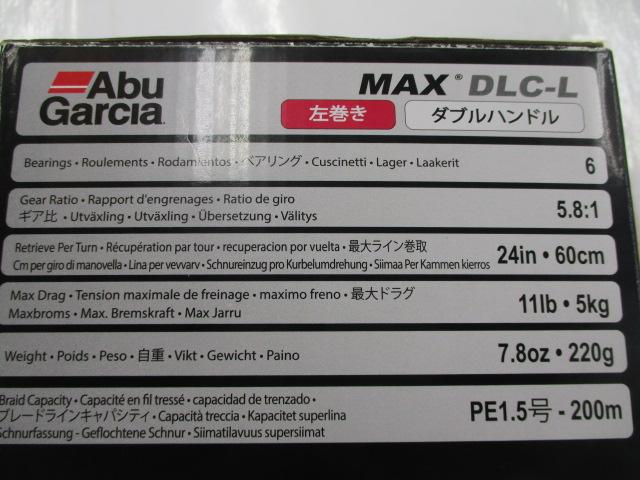 Abu Garcia
MAX® DLC-L
左巻き ダブルハンドル
Bearings • Roulements • Rodamientos • ベアリング • Cuscinetti • Lager • Laakerit 6
Gear Ratio • Rapport d'engrenages • Ratio de giro
ギア比 • Utväxling • Utväxling • Übersetzung • Välitys 5.8:1
Retrieve Per Turn • Récupération par tour • recuperacion por vuelta • 最大ライン巻取
Cm per giro di manovella • Lina per vevvarv • Schnureinzug pro Kurbelumdrehung • Siimaa Per Kammen kierros 24in • 60cm
Max Drag • Tension maximale de freinage • maximo freno • 最大ドラグ
Maxbroms • Max. Bremskraft • Max Jarru 11lb • 5kg
Weight • Poids • Peso • 自重 • Vikt • Gewicht • Paino 7.8oz • 220g
Braid Capacity • Capacité en fil tressé • capacidad de trenzado •
ブレードラインキャパシティ • Capacità treccia • Kapacitet superlina
Schnurfassung - Geflochtene Schnur • Siimatilavuus supersiimat PE1.5号 - 200m